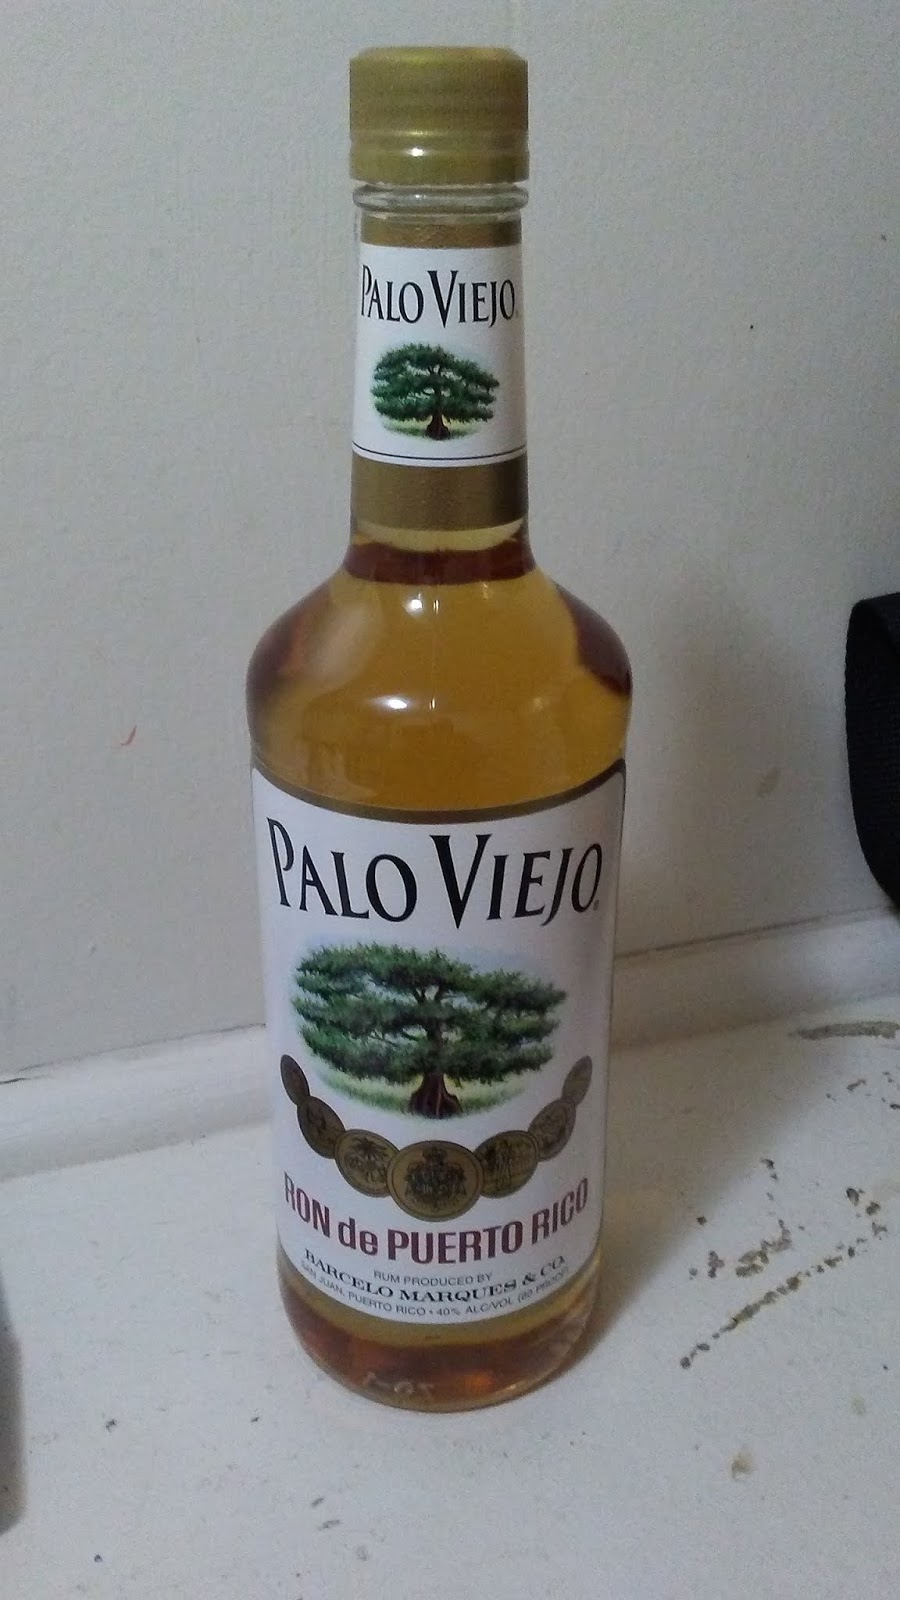 PALO VIEJO
PALO VIEJO
RON de PUERTO RICO
RUM PRODUCED BY
BARCELO MARQUES & CO.
SAN JUAN, PUERTO RICO • 40% ALC/VOL (80 PROOF)